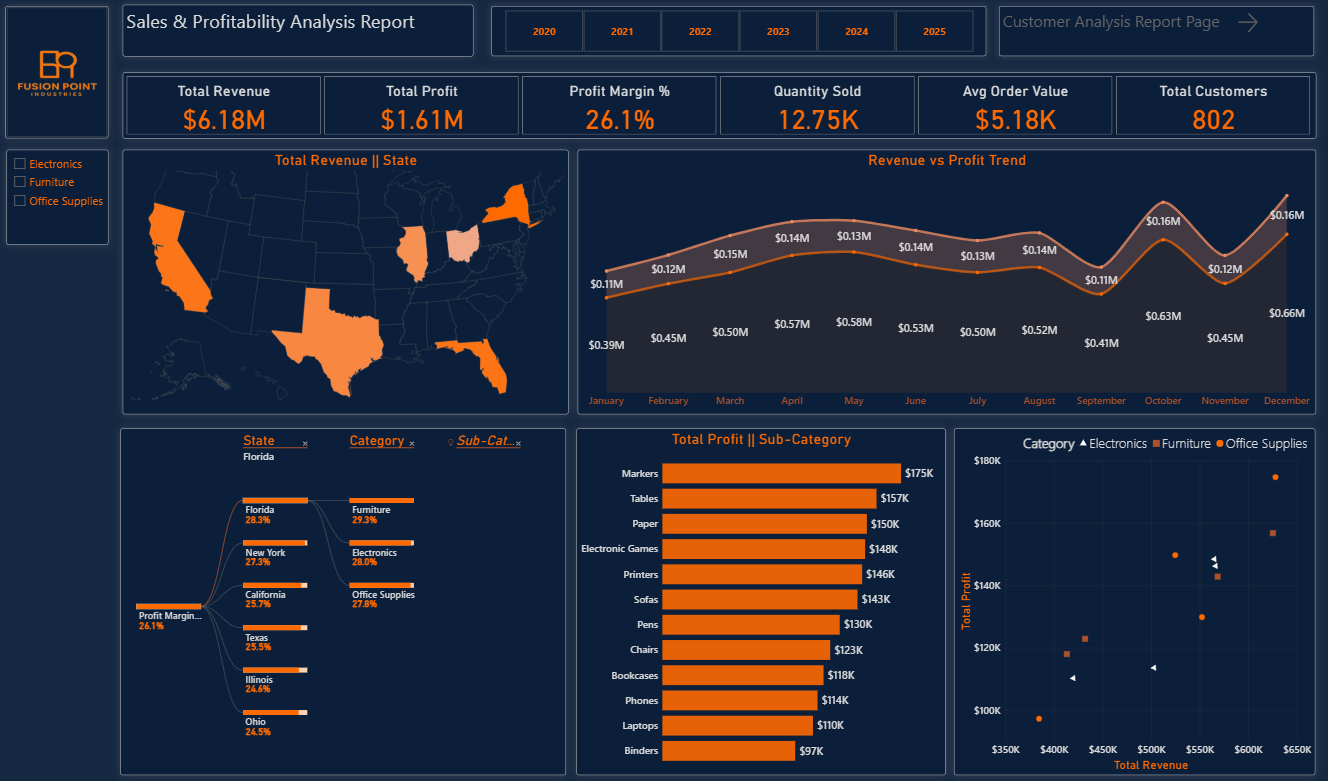 Sales & Profitability Analysis Report
2020
2021
2022
2023
2024
2025
Customer Analysis Report Page
FUSION POINT
INDUSTRIES
Total Revenue
$6.18M
Total Profit
$1.61M
Profit Margin %
26.1%
Quantity Sold
12.75K
Avg Order Value
$5.18K
Total Customers
802
Electronics
Furniture
Office Supplies
Total Revenue || State
Revenue vs Profit Trend
$0.11M
$0.12M
$0.15M
$0.14M
$0.13M
$0.14M
$0.13M
$0.14M
$0.11M
$0.16M
$0.12M
$0.16M
$0.39M
$0.45M
$0.50M
$0.57M
$0.58M
$0.53M
$0.50M
$0.52M
$0.41M
$0.63M
$0.45M
$0.66M
January
February
March
April
May
June
July
August
September
October
November
December
State
Florida
Category
Sub-Cat...
Profit Margin...
26.1%
Florida
28.3%
New York
27.3%
California
25.7%
Texas
25.5%
Illinois
24.6%
Ohio
24.5%
Furniture
29.3%
Electronics
28.0%
Office Supplies
27.8%
Total Profit || Sub-Category
Markers $175K
Tables $157K
Paper $150K
Electronic Games $148K
Printers $146K
Sofas $143K
Pens $130K
Chairs $123K
Bookcases $118K
Phones $114K
Laptops $110K
Binders $97K
Category Electronics Furniture Office Supplies
Total Profit
$180K
$160K
$140K
$120K
$100K
$350K
$400K
$450K
$500K
$550K
$600K
$650K
Total Revenue